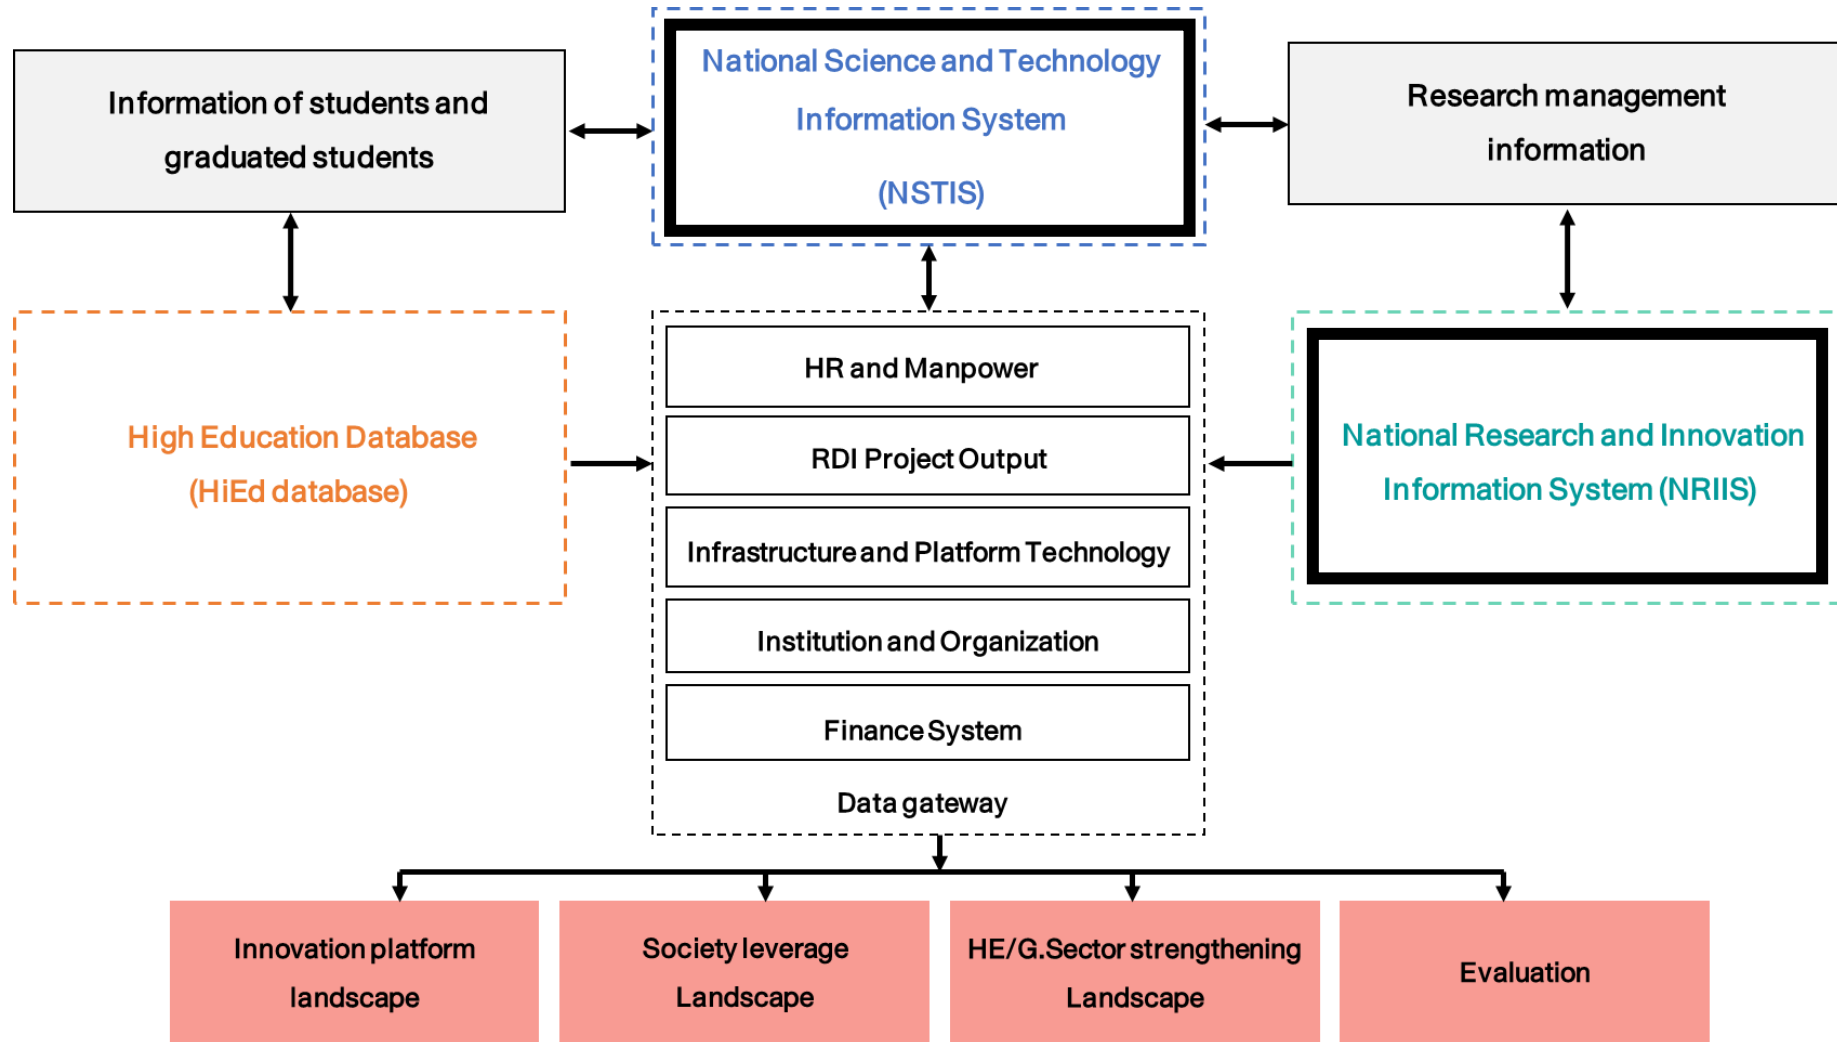 National Science and Technology
Information System
(NSTIS)
Information of students and
graduated students
Research management
information
High Education Database
(HiEd database)
HR and Manpower
RDI Project Output
Infrastructure and Platform Technology
Institution and Organization
Finance System
Data gateway
National Research and Innovation
Information System (NRIIS)
Innovation platform
landscape
Society leverage
Landscape
HE/G.Sector strengthening
Landscape
Evaluation